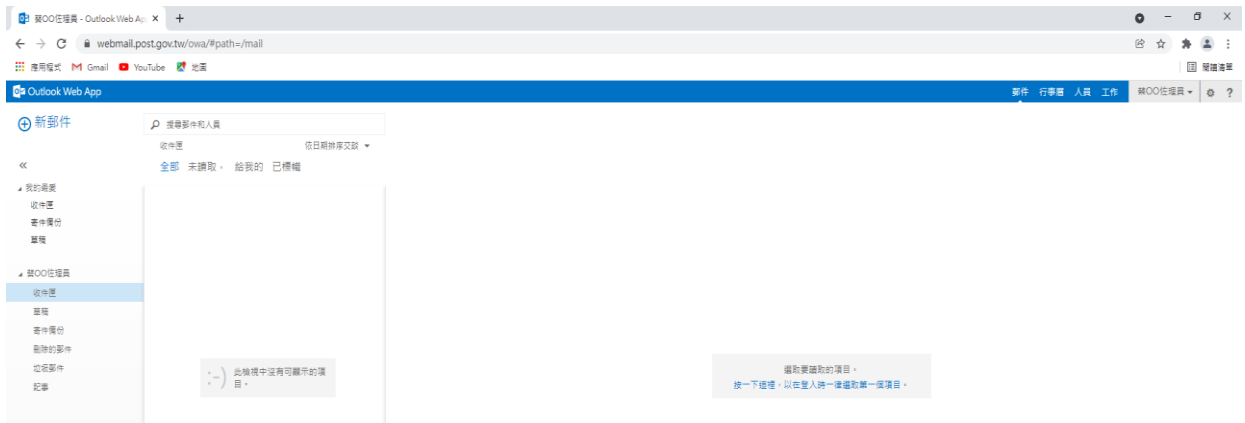 蔡OO佐理員 - Outlook Web Ap
webmail.post.gov.tw/owa/#path=/mail
應用程式 Gmail YouTube 地圖 閱讀清單
Outlook Web App 郵件 行事曆 人員 工作 蔡OO佐理員 ?
新郵件
搜尋郵件和人員
收件匣 依日期排序交談
全部 未讀取, 給我的 已標幟
我的最愛
收件匣
寄件備份
草稿
蔡OO佐理員
收件匣
草稿
寄件備份
刪除的郵件
垃圾郵件
記事
:-) 此檢視中沒有可顯示的項
目。
選取要讀取的項目。
按一下這裡,以在登入時一律選取第一個項目。